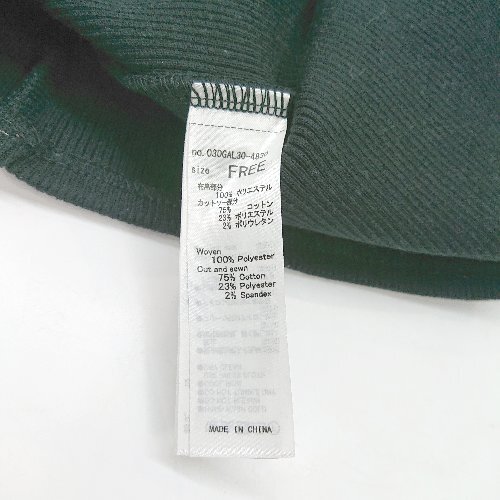 no. 03DGAL30-
size FREE
布帛部分
100% ポリエステル
カットソー部分
75% コットン
23% ポリエステル
2% ポリウレタン
Woven
100% Polyester
Cut and sewn
75% Cotton
23% Polyester
2% Spandex
MADE IN CHINA